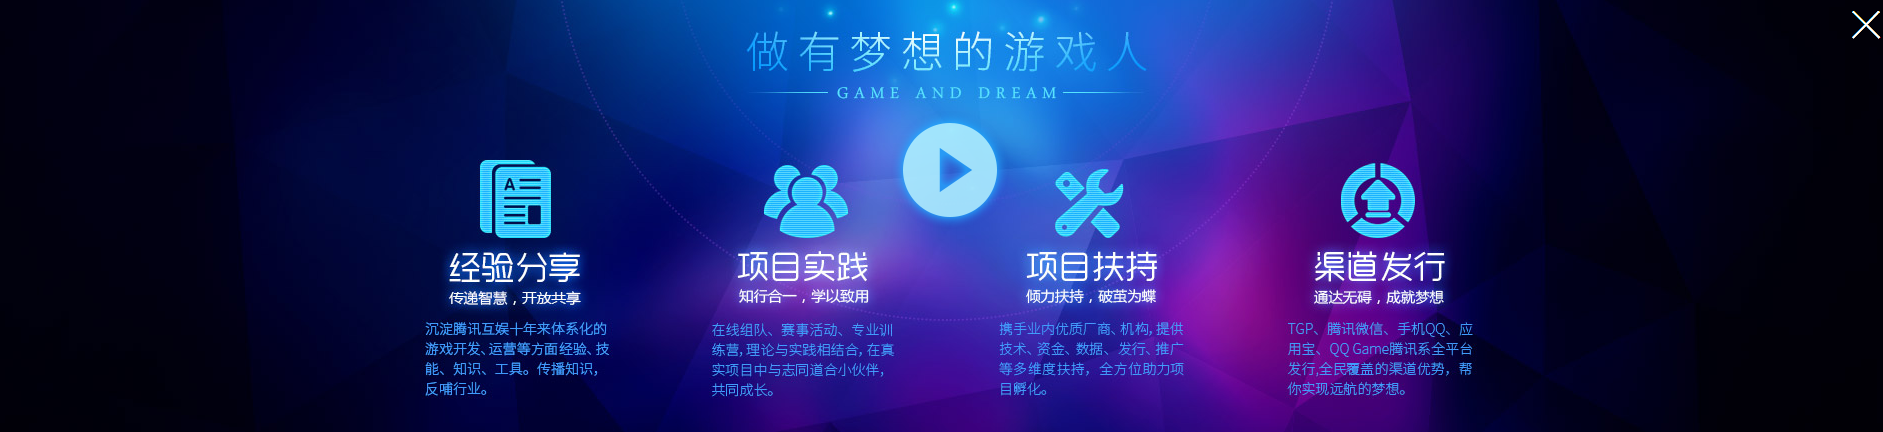 做有梦想的游戏人
GAME AND DREAM
A
经验分享
传递智慧，开放共享
沉淀腾讯互娱十年来体系化的
游戏开发、运营等方面经验、技
能、知识、工具。传播知识，
反哺行业。
项目实践
知行合一，学以致用
在线组队、赛事活动、专业训
练营，理论与实践相结合，在真
实项目中与志同道合小伙伴，
共同成长。
项目扶持
倾力扶持，破茧为蝶
携手业内优质厂商、机构，提供
技术、资金、数据、发行、推广
等多维度扶持，全方位助力项
目孵化。
渠道发行
通达无碍，成就梦想
TGP、腾讯微信、手机QQ、应
用宝、QQ Game腾讯系全平台
发行,全民覆盖的渠道优势，帮
你实现远航的梦想。